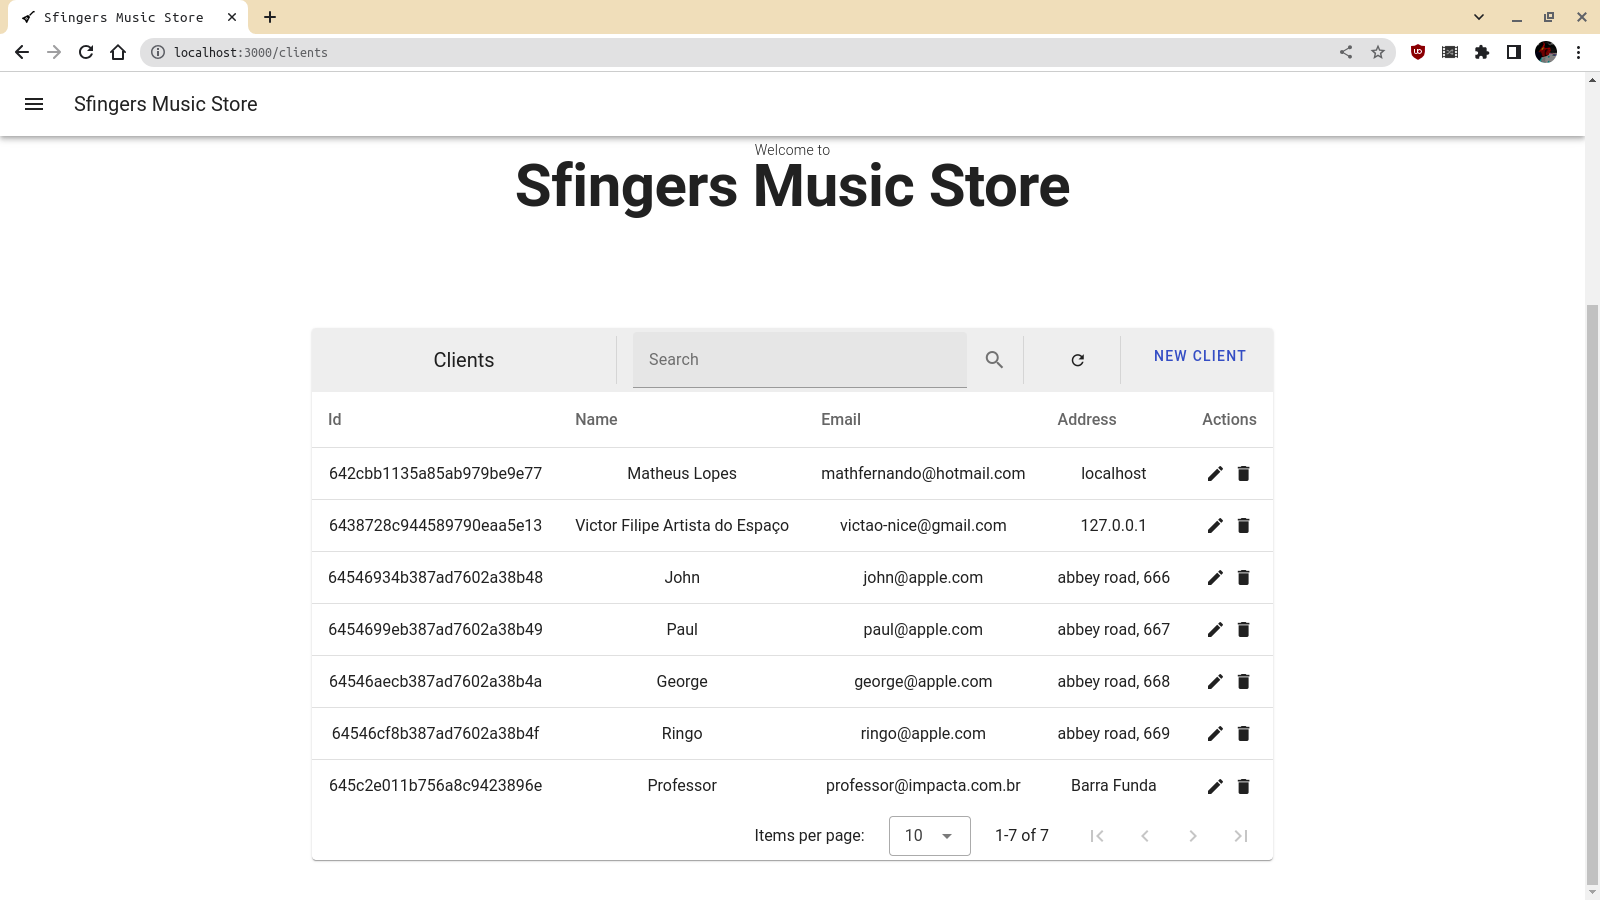 Sfingers Music Store
localhost:3000/clients
Sfingers Music Store
Welcome to
Sfingers Music Store
Clients Search NEW CLIENT
Id Name Email Address Actions
642cbb1135a85ab979be9e77 Matheus Lopes mathfernando@hotmail.com localhost
6438728c944589790eaa5e13 Victor Filipe Artista do Espaço victao-nice@gmail.com 127.0.0.1
64546934b387ad7602a38b48 John john@apple.com abbey road, 666
6454699eb387ad7602a38b49 Paul paul@apple.com abbey road, 667
64546aecb387ad7602a38b4a George george@apple.com abbey road, 668
64546cf8b387ad7602a38b4f Ringo ringo@apple.com abbey road, 669
645c2e011b756a8c9423896e Professor professor@impacta.com.br Barra Funda
Items per page: 10 1-7 of 7